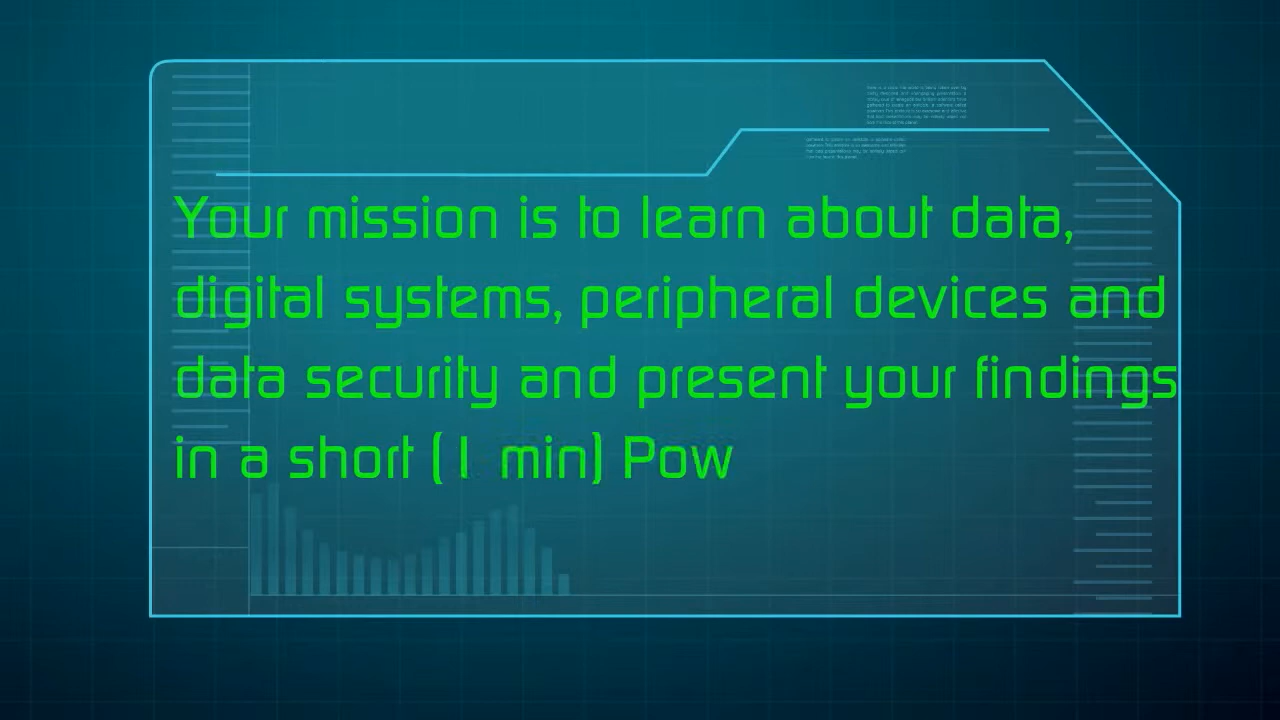 Your mission is to learn about data,
digital systems, peripheral devices and
data security and present your findings
in a short (1 min) Pow